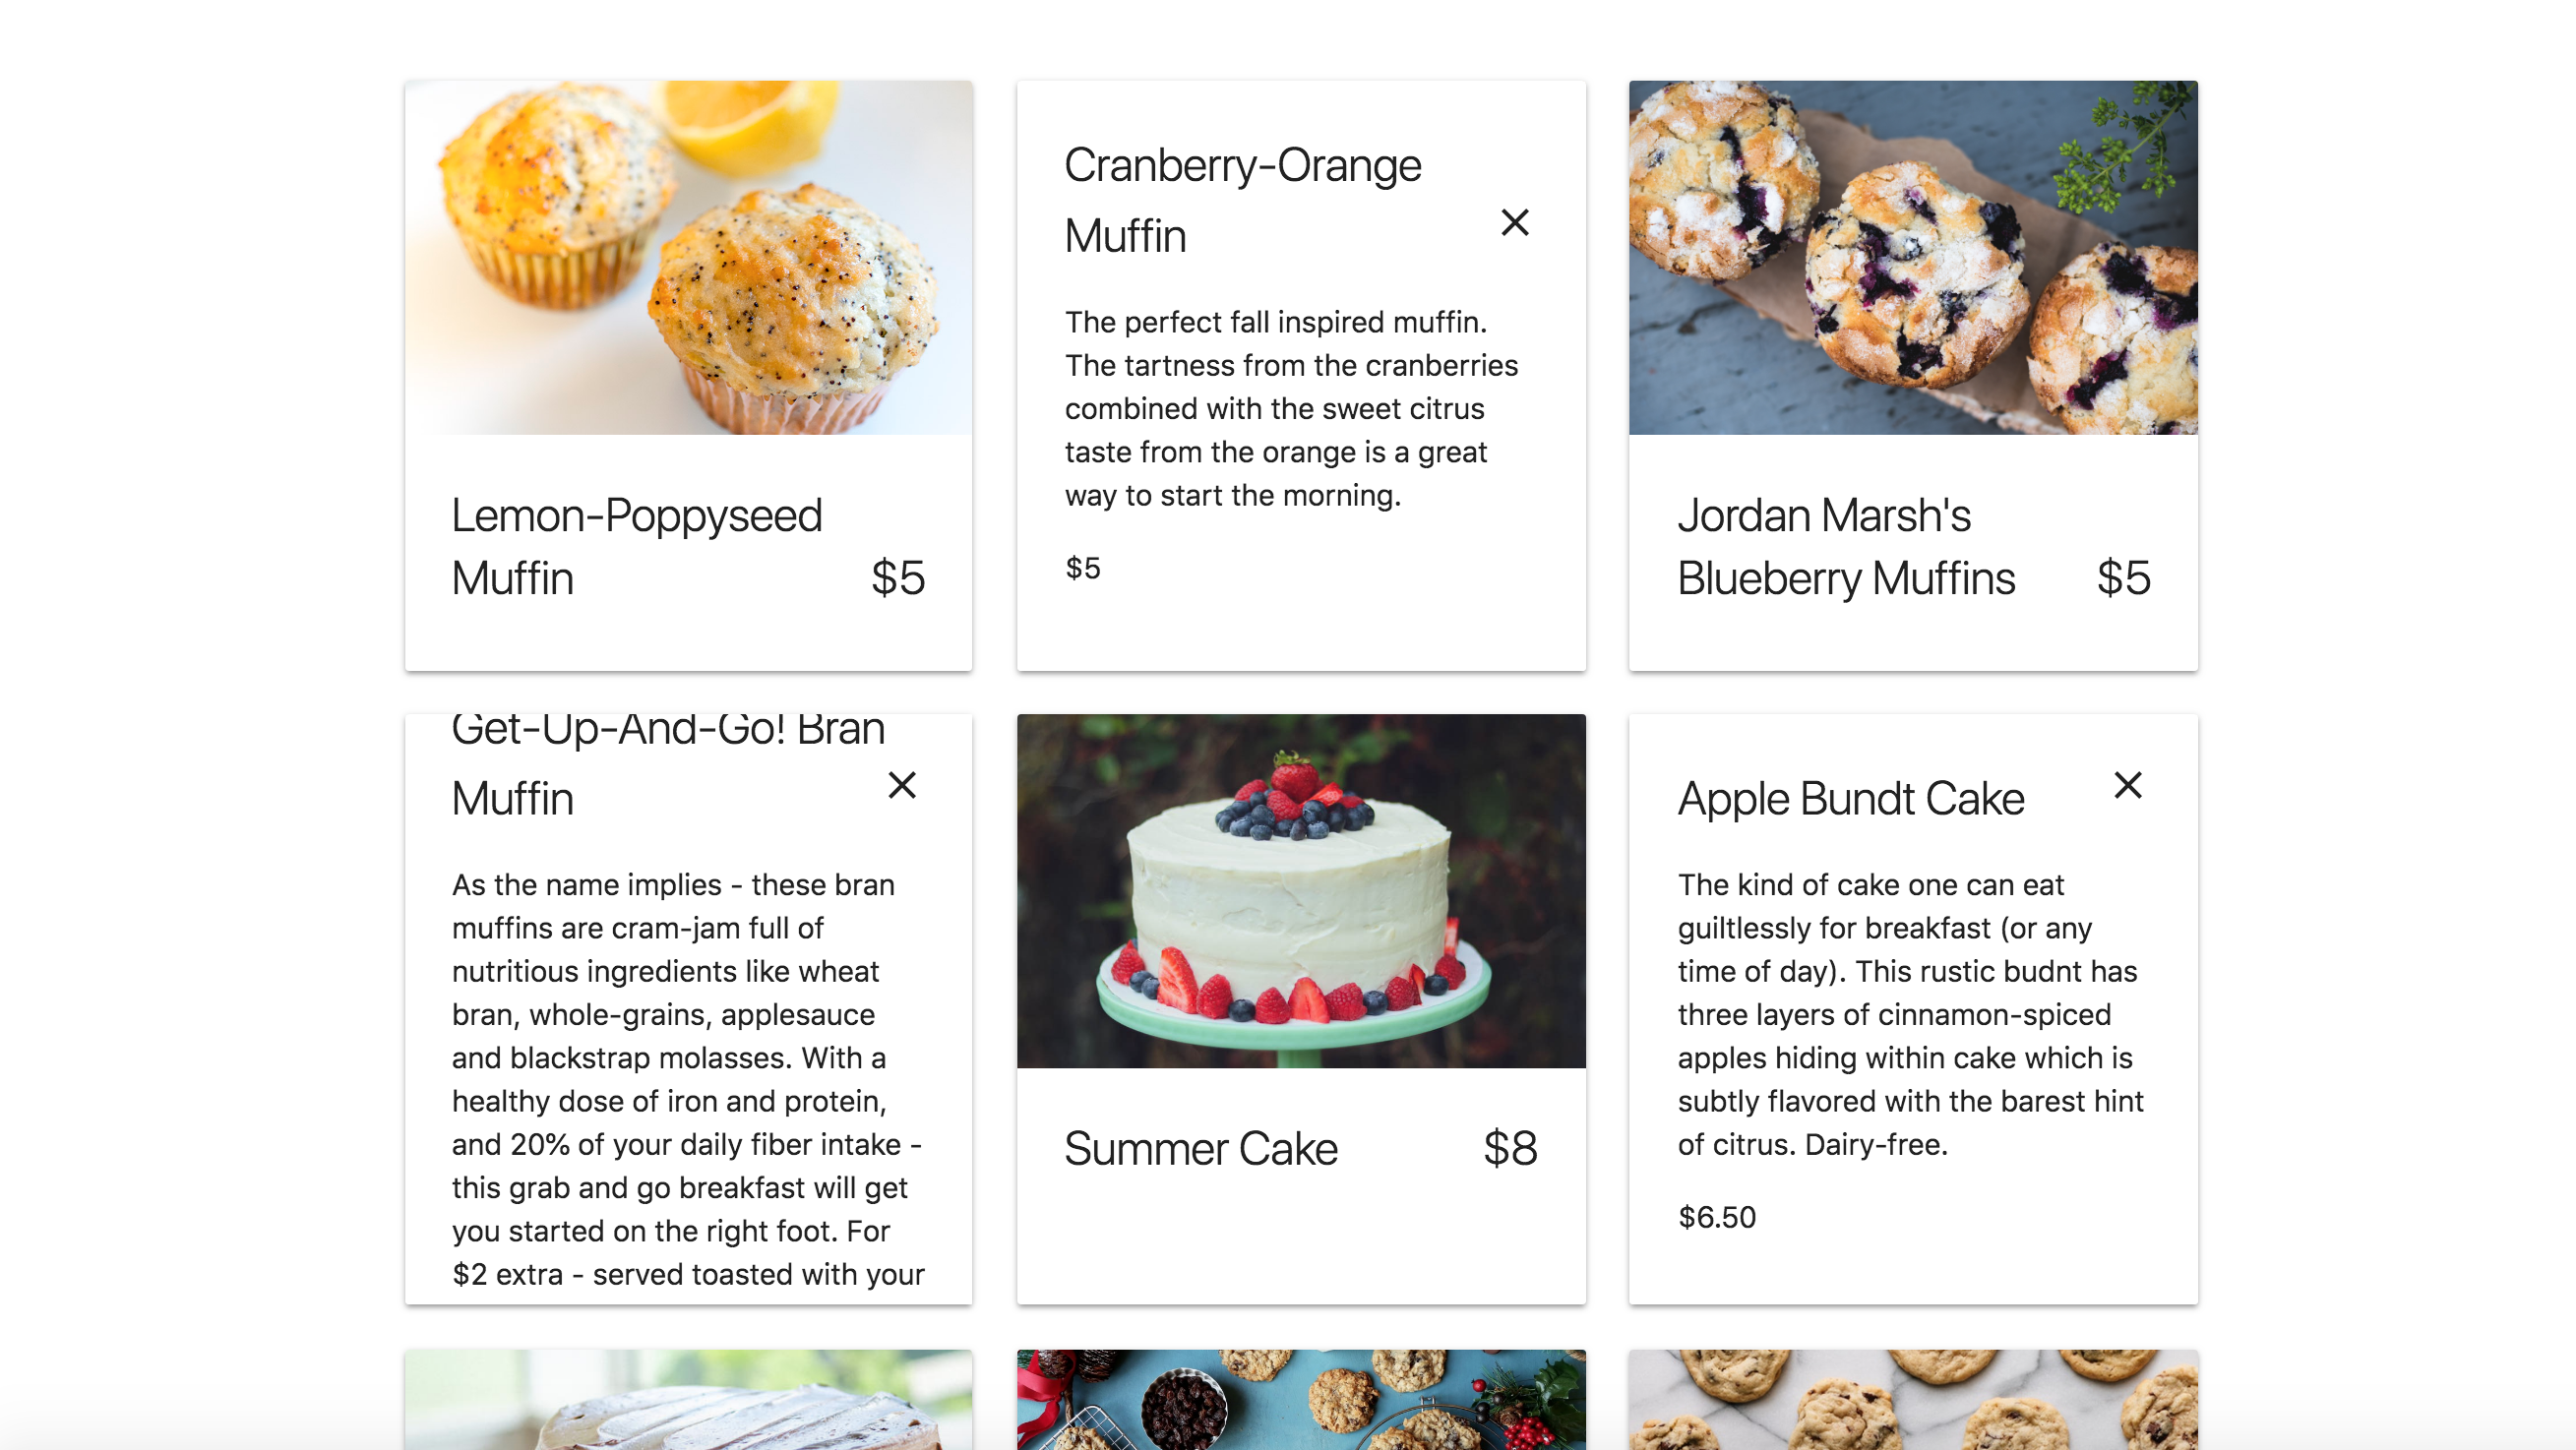 Lemon-Poppyseed
Muffin
$5
Cranberry-Orange
Muffin
The perfect fall inspired muffin.
The tartness from the cranberries
combined with the sweet citrus
taste from the orange is a great
way to start the morning.
$5
Jordan Marsh's
Blueberry Muffins
$5
Get-Up-And-Go! Bran
Muffin
As the name implies - these bran
muffins are cram-jam full of
nutritious ingredients like wheat
bran, whole-grains, applesauce
and blackstrap molasses. With a
healthy dose of iron and protein,
and 20% of your daily fiber intake -
this grab and go breakfast will get
you started on the right foot. For
$2 extra - served toasted with your
Summer Cake
$8
Apple Bundt Cake
The kind of cake one can eat
guiltlessly for breakfast (or any
time of day). This rustic budnt has
three layers of cinnamon-spiced
apples hiding within cake which is
subtly flavored with the barest hint
of citrus. Dairy-free.
$6.50